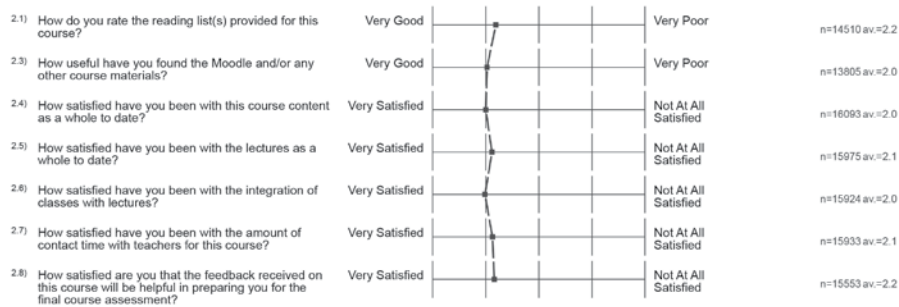 2.1) How do you rate the reading list(s) provided for this course? Very Good Very Poor n=14510 av.=2.2
2.3) How useful have you found the Moodle and/or any other course materials? Very Good Very Poor n=13805 av.=2.0
2.4) How satisfied have you been with this course content as a whole to date? Very Satisfied Not At All Satisfied n=16093 av.=2.0
2.5) How satisfied have you been with the lectures as a whole to date? Very Satisfied Not At All Satisfied n=15975 av.=2.1
2.6) How satisfied have you been with the integration of classes with lectures? Very Satisfied Not At All Satisfied n=15924 av.=2.0
2.7) How satisfied have you been with the amount of contact time with teachers for this course? Very Satisfied Not At All Satisfied n=15933 av.=2.1
2.8) How satisfied are you that the feedback received on this course will be helpful in preparing you for the final course assessment? Very Satisfied Not At All Satisfied n=15553 av.=2.2